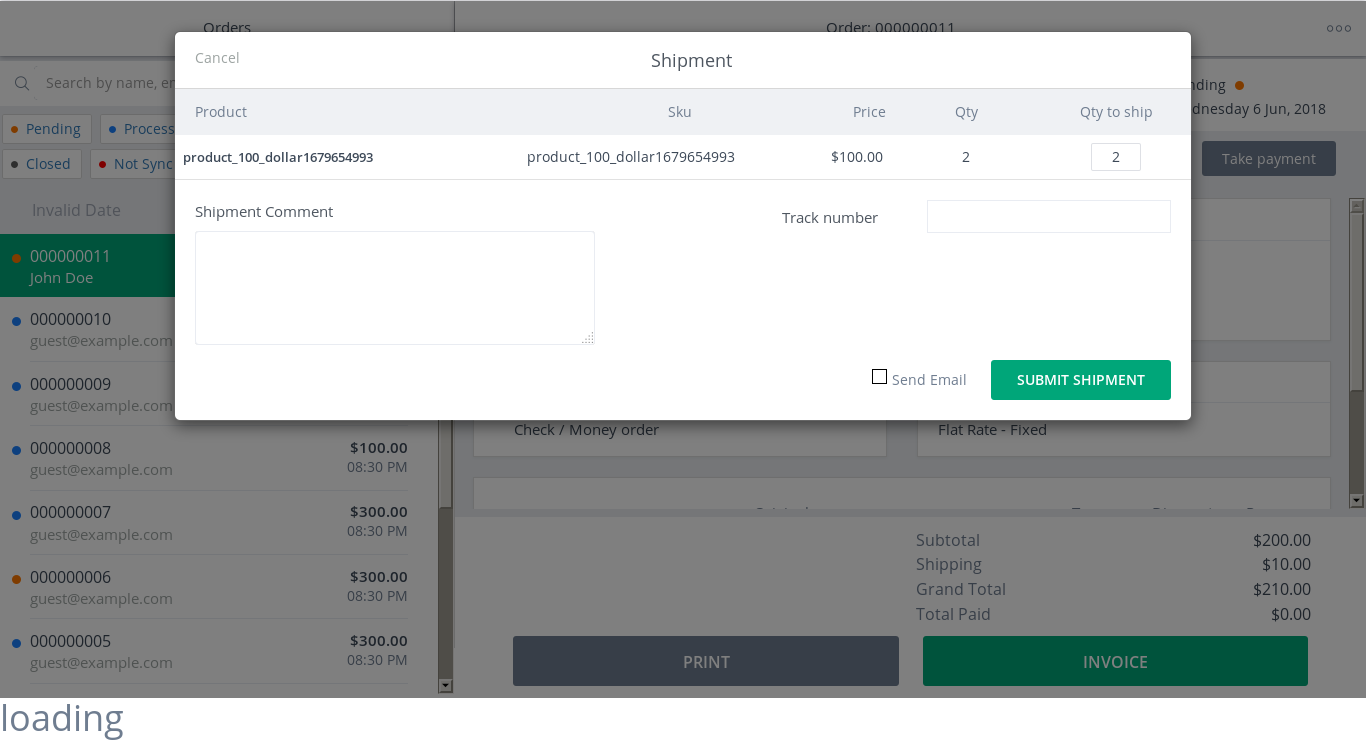 Orders
Order: 000000011
Cancel
Shipment
Search by name, en
nding
dnesday 6 Jun, 2018
Product Sku Price Qty Qty to ship
Pending
Process
product_100_dollar1679654993 product_100_dollar1679654993 $100.00 2 2
Closed
Not Sync
Take payment
Invalid Date
Shipment Comment
Track number
000000011
John Doe
000000010
guest@example.com
000000009
guest@example.com
Send Email
SUBMIT SHIPMENT
Check / Money order
Flat Rate - Fixed
000000008 $100.00
guest@example.com 08:30 PM
000000007 $300.00
guest@example.com 08:30 PM
000000006 $300.00
guest@example.com 08:30 PM
000000005 $300.00
guest@example.com 08:30 PM
Subtotal $200.00
Shipping $10.00
Grand Total $210.00
Total Paid $0.00
PRINT
INVOICE
loading